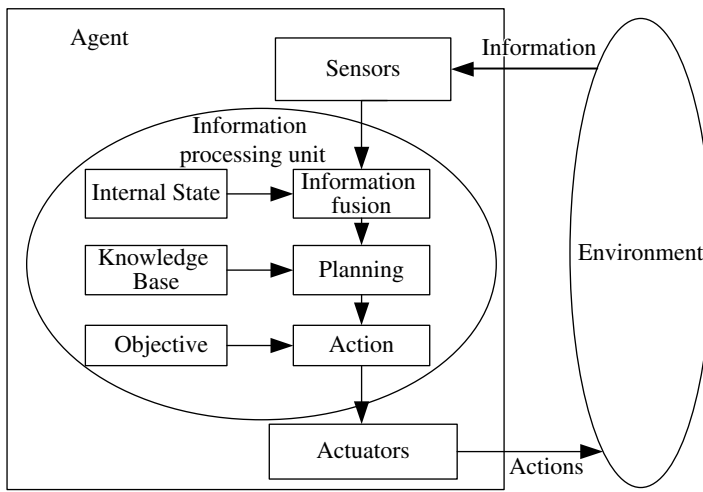 Agent
Information
Sensors
Information
processing unit
Internal State
Information
fusion
Knowledge
Base
Planning
Environment
Objective
Action
Actuators
Actions